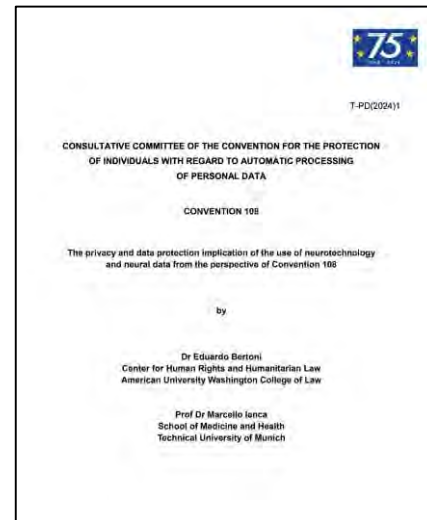 75
T-PD(2024)1
CONSULTATIVE COMMITTEE OF THE CONVENTION FOR THE PROTECTION
OF INDIVIDUALS WITH REGARD TO AUTOMATIC PROCESSING
OF PERSONAL DATA
CONVENTION 108
The privacy and data protection implication of the use of neurotechnology
and neural data from the perspective of Convention 108
by
Dr Eduardo Bertoni
Center for Human Rights and Humanitarian Law
American University Washington College of Law
Prof Dr Marcello Ienca
School of Medicine and Health
Technical University of Munich